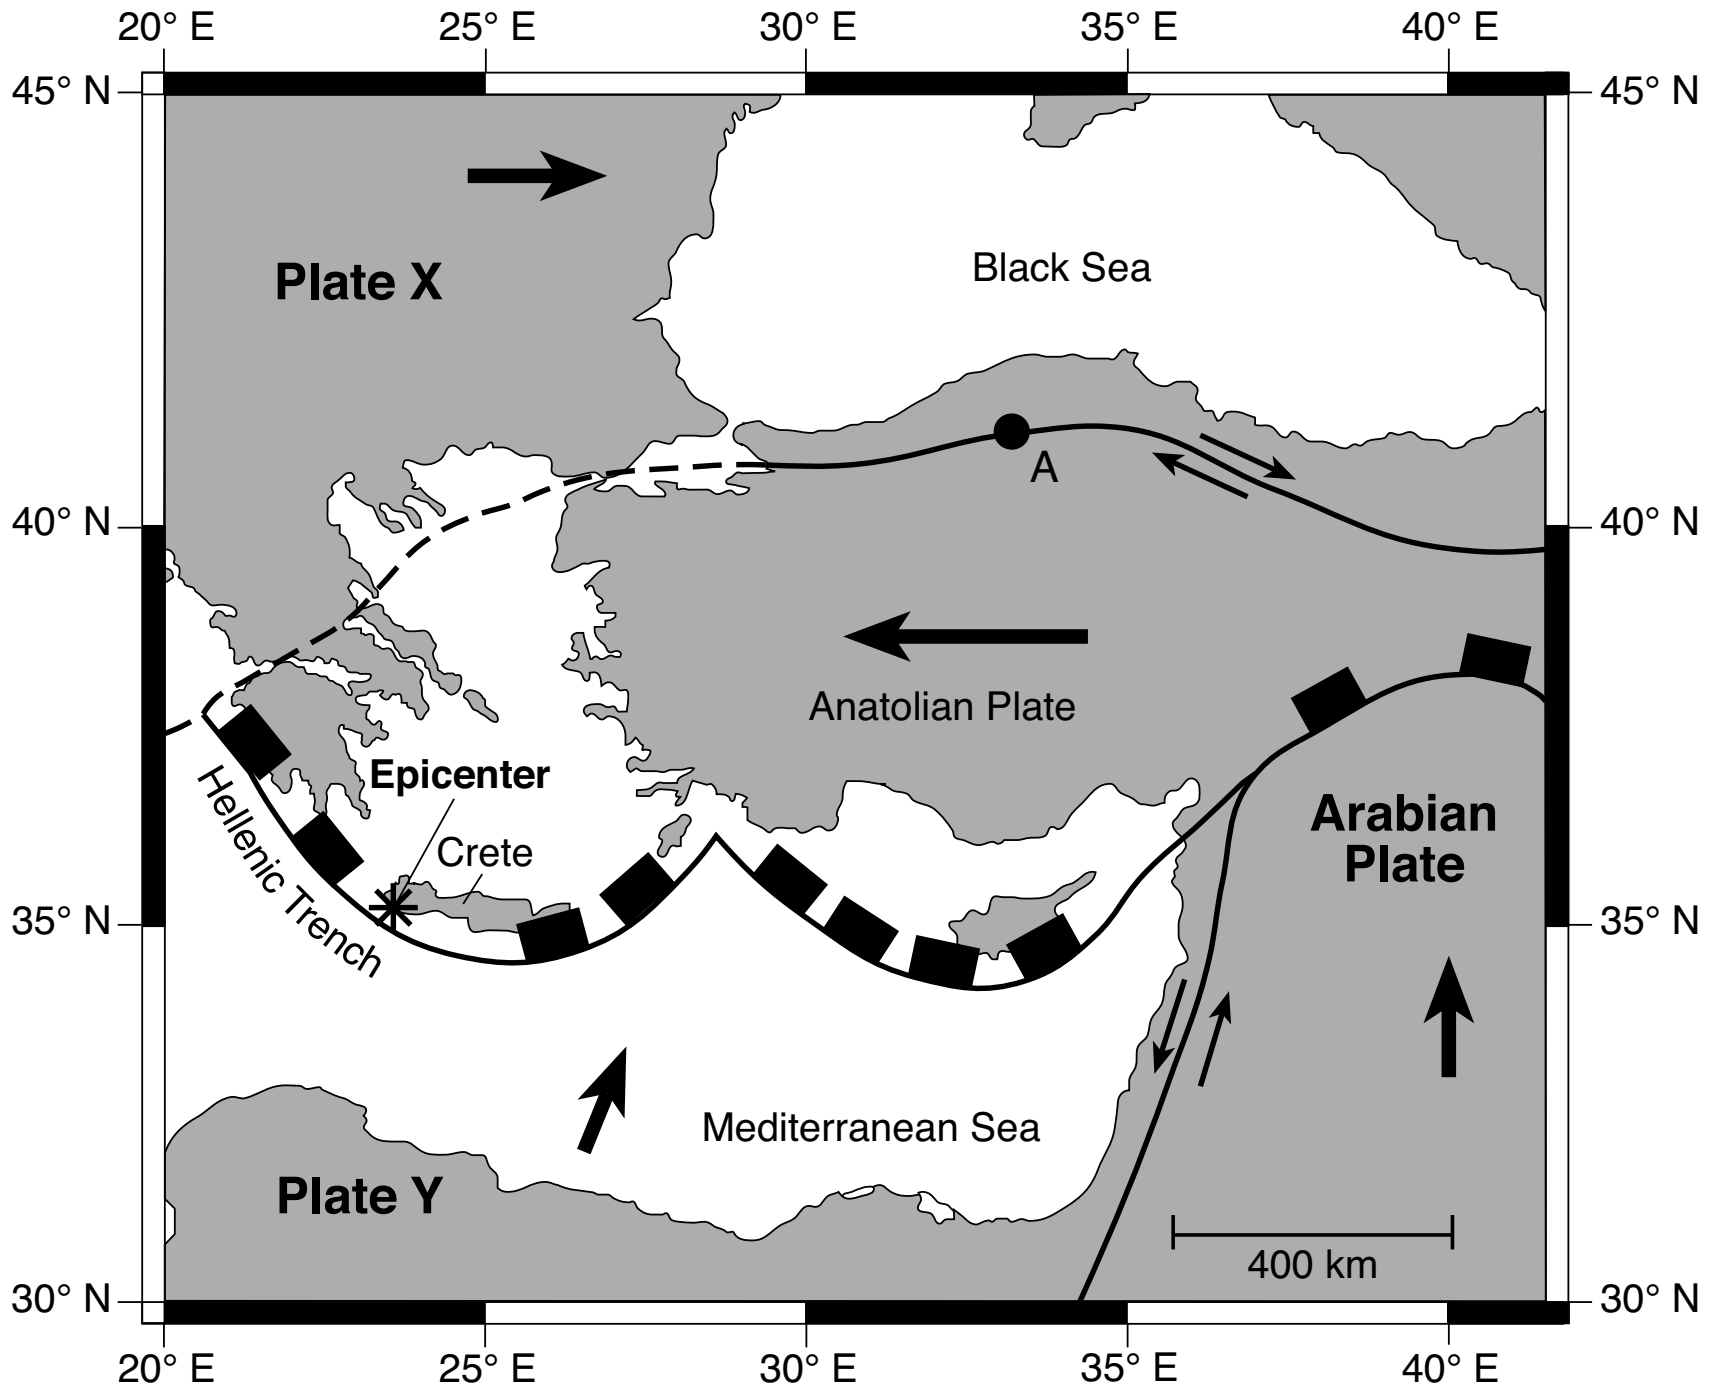 20° E
25° E
30° E
35° E
40° E
45° N
45° N
Plate X
Black Sea
A
40° N
40° N
Anatolian Plate
Epicenter
Crete
Hellenic Trench
Arabian
Plate
35° N
35° N
Mediterranean Sea
Plate Y
400 km
30° N
30° N
20° E
25° E
30° E
35° E
40° E